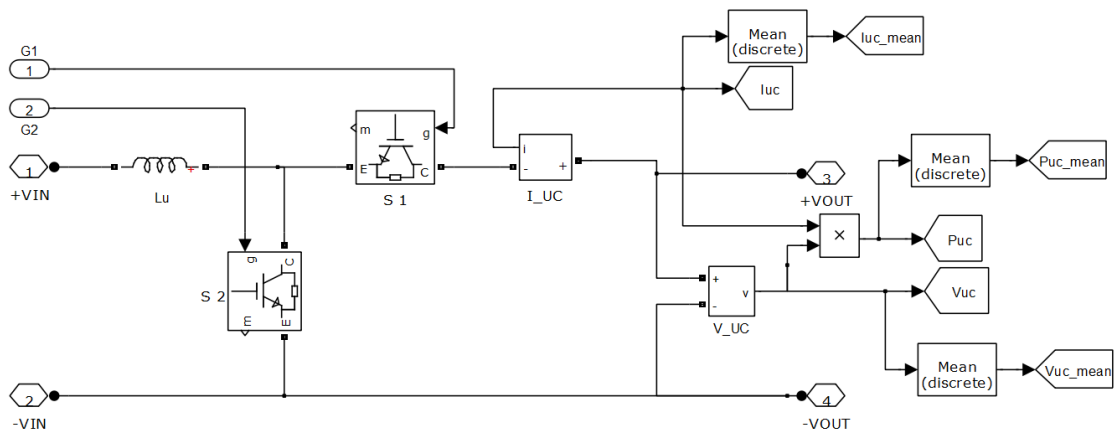 G1
1
2
G2
1
+VIN
Lu
m
g
E
C
S 1
i
-
+
I_UC
Mean
(discrete)
Iuc_mean
Iuc
3
+VOUT
×
Mean
(discrete)
Puc_mean
Puc
g
C
S 2
m
E
+
-
v
V_UC
Vuc
Mean
(discrete)
Vuc_mean
+
2
-VIN
4
-VOUT